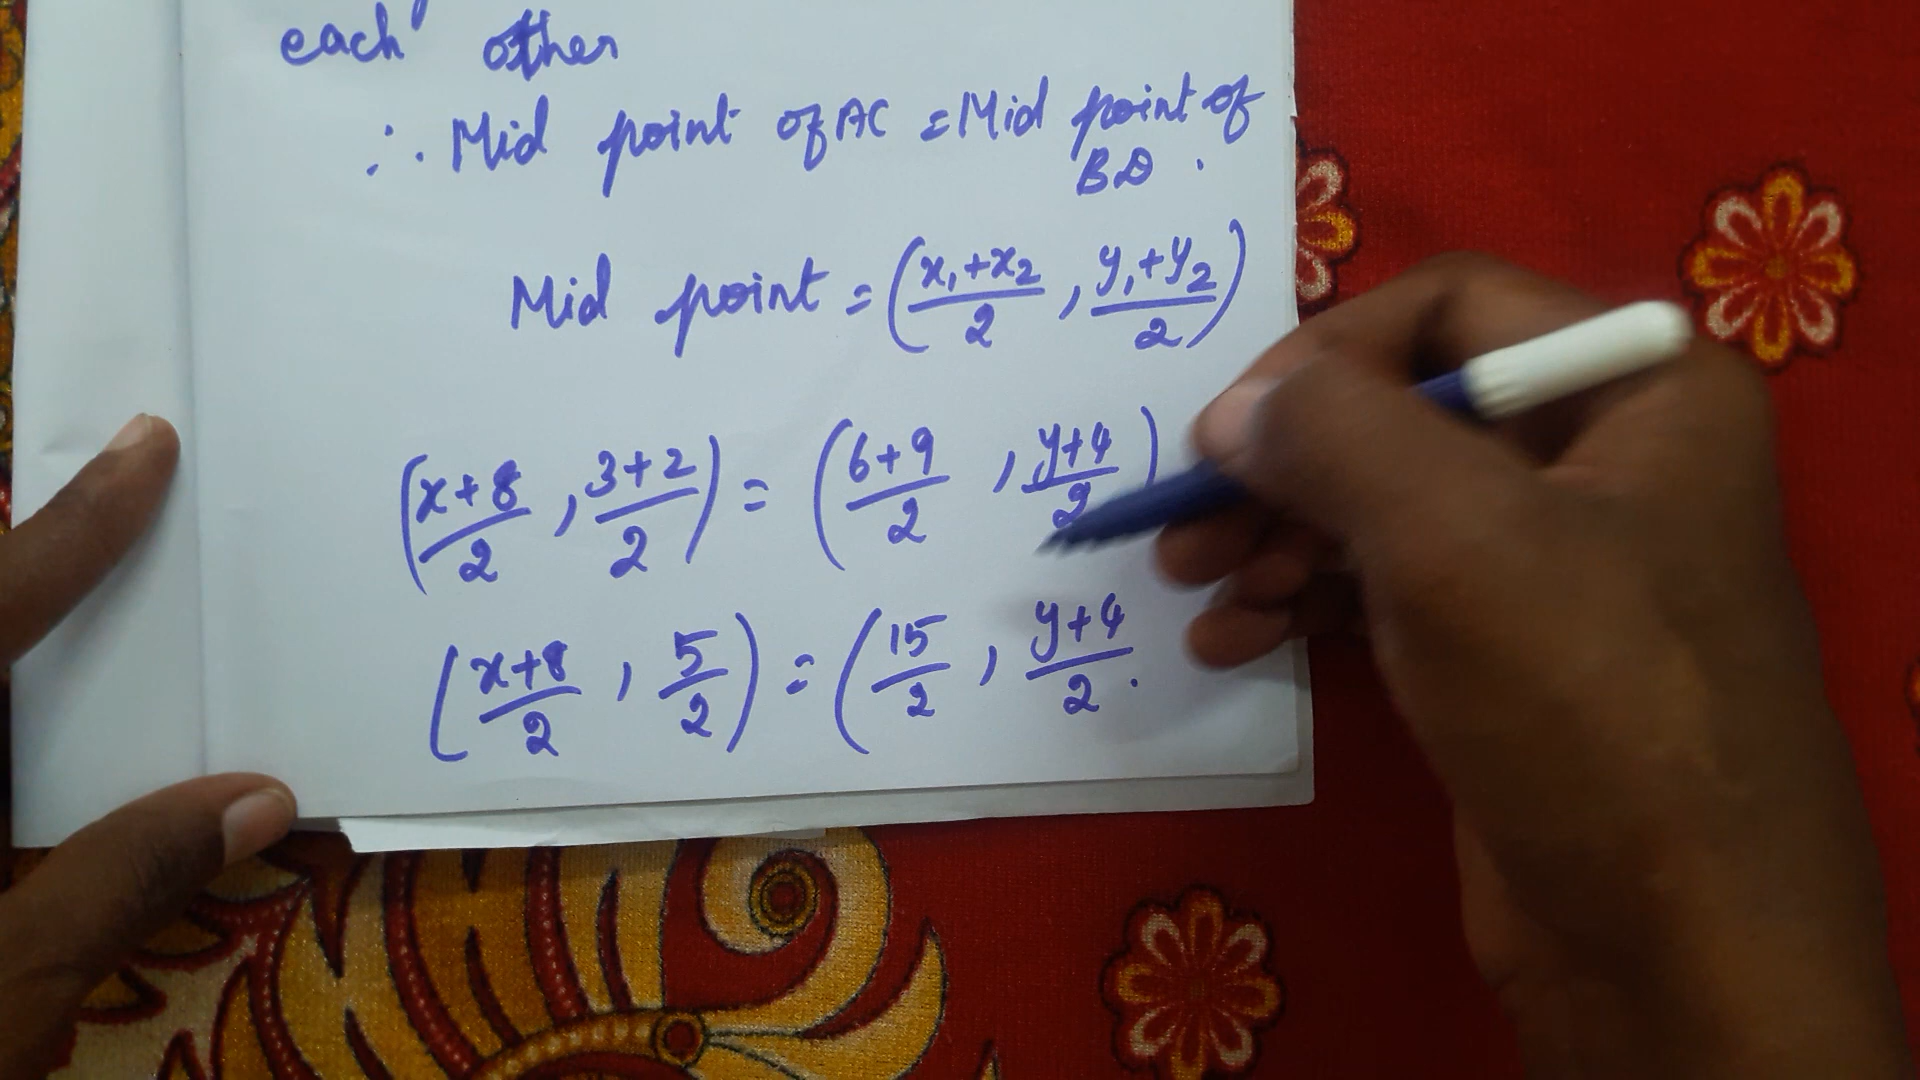 each other
∴ Mid point of AC = Mid point of
BD.
Mid point = (x₁+x₂/2, y₁+y₂/2)
(x+8/2, 3+2/2) = (6+9/2, y+4/2)
(x+8/2, 5/2) = (15/2, y+4/2.